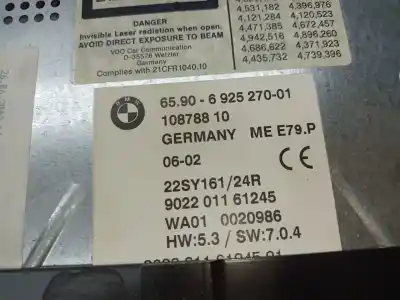 DANGER
Invisible Laser radiation when open.
AVOID DIRECT EXPOSURE TO BEAM
VDO Car Communication
D-35576 Wetzlar
Germany
Complies with 21CFR1040.10
4,531,182 4,396,976
4,121,284 4,120,523
4,471,385 4,672,457
4,942,516 4,896,260
4,686,622 4,371,923
4,435,732 4,739,396
BMW
65.90 - 6 925 270-01
108788 10
GERMANY ME E79.P
06-02 CE
22SY161/24R
9022 011 61245
WA01 0020986
HW:5.3 / SW:7.0.4